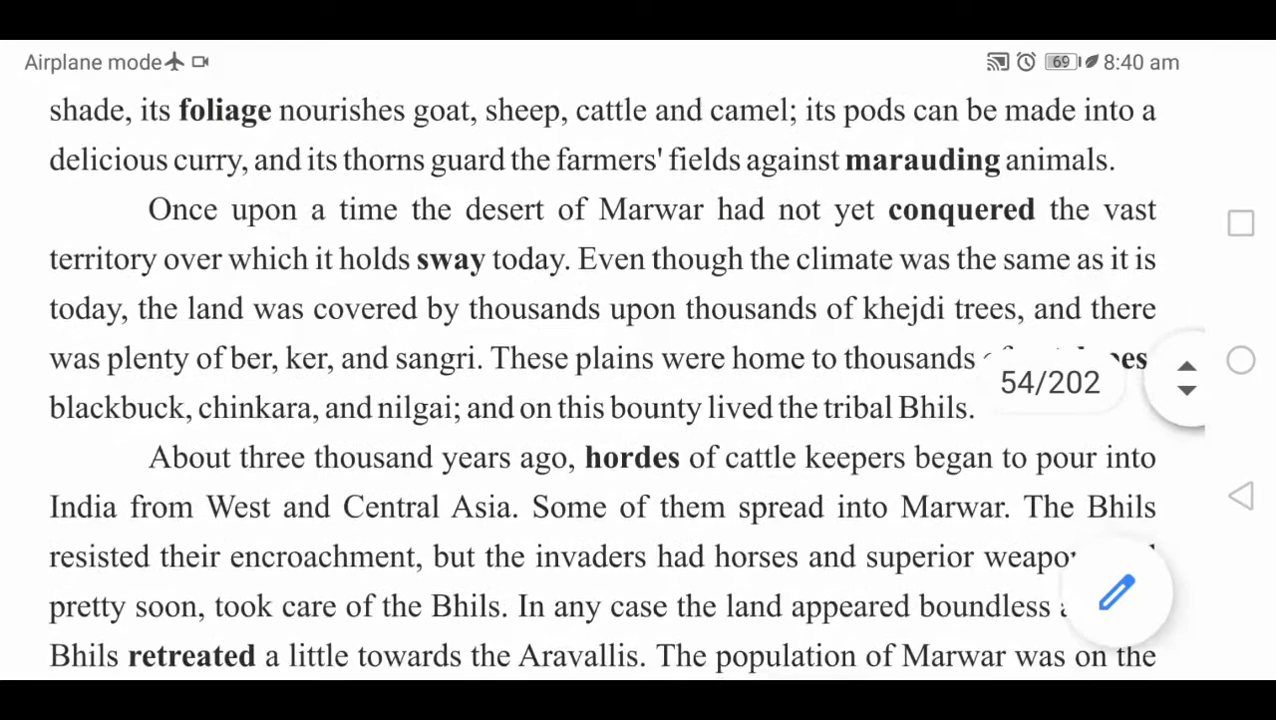 Airplane mode 69 8:40 am
shade, its foliage nourishes goat, sheep, cattle and camel; its pods can be made into a
delicious curry, and its thorns guard the farmers' fields against marauding animals.
Once upon a time the desert of Marwar had not yet conquered the vast
territory over which it holds sway today. Even though the climate was the same as it is
today, the land was covered by thousands upon thousands of khejdi trees, and there
was plenty of ber, ker, and sangri. These plains were home to thousands
54/202
blackbuck, chinkara, and nilgai; and on this bounty lived the tribal Bhils.
About three thousand years ago, hordes of cattle keepers began to pour into
India from West and Central Asia. Some of them spread into Marwar. The Bhils
resisted their encroachment, but the invaders had horses and superior
pretty soon, took care of the Bhils. In any case the land appeared boundless
Bhils retreated a little towards the Aravallis. The population of Marwar was on the